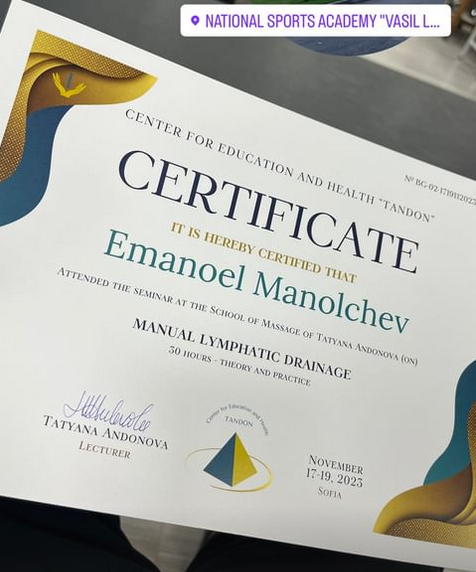 NATIONAL SPORTS ACADEMY "VASIL L...
Nº BG-02-1719112023
CENTER FOR EDUCATION AND HEALTH "TANDON"
CERTIFICATE
IT IS HEREBY CERTIFIED THAT
Emanoel Manolchev
ATTENDED THE SEMINAR AT THE SCHOOL OF MASSAGE OF TATYANA ANDONOVA (ON)
MANUAL LYMPHATIC DRAINAGE
30 HOURS - THEORY AND PRACTICE
TATYANA ANDONOVA
LECTURER
Center for Education and Health
TANDON
NOVEMBER
17-19, 2023
SOFIA